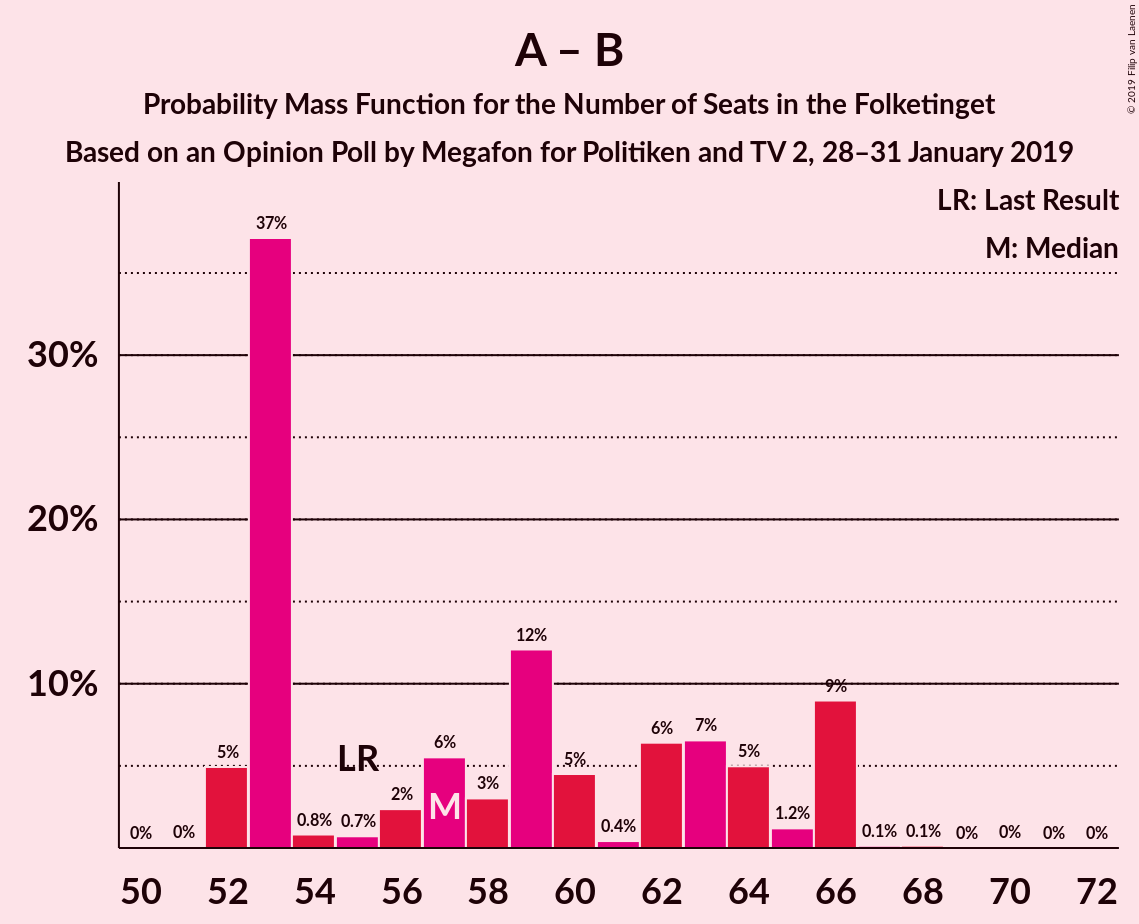 A – B
Probability Mass Function for the Number of Seats in the Folketinget
Based on an Opinion Poll by Megafon for Politiken and TV 2, 28–31 January 2019
© 2019 Filip van Laenen
LR: Last Result
M: Median
30%
20%
10%
0% 0% 5% 37% 0.8% 0.7% 2% 6% 3% 12% 5% 0.4% 6% 7% 5% 1.2% 9% 0.1% 0.1% 0% 0% 0% 0%
LR
M
50 52 54 56 58 60 62 64 66 68 70 72